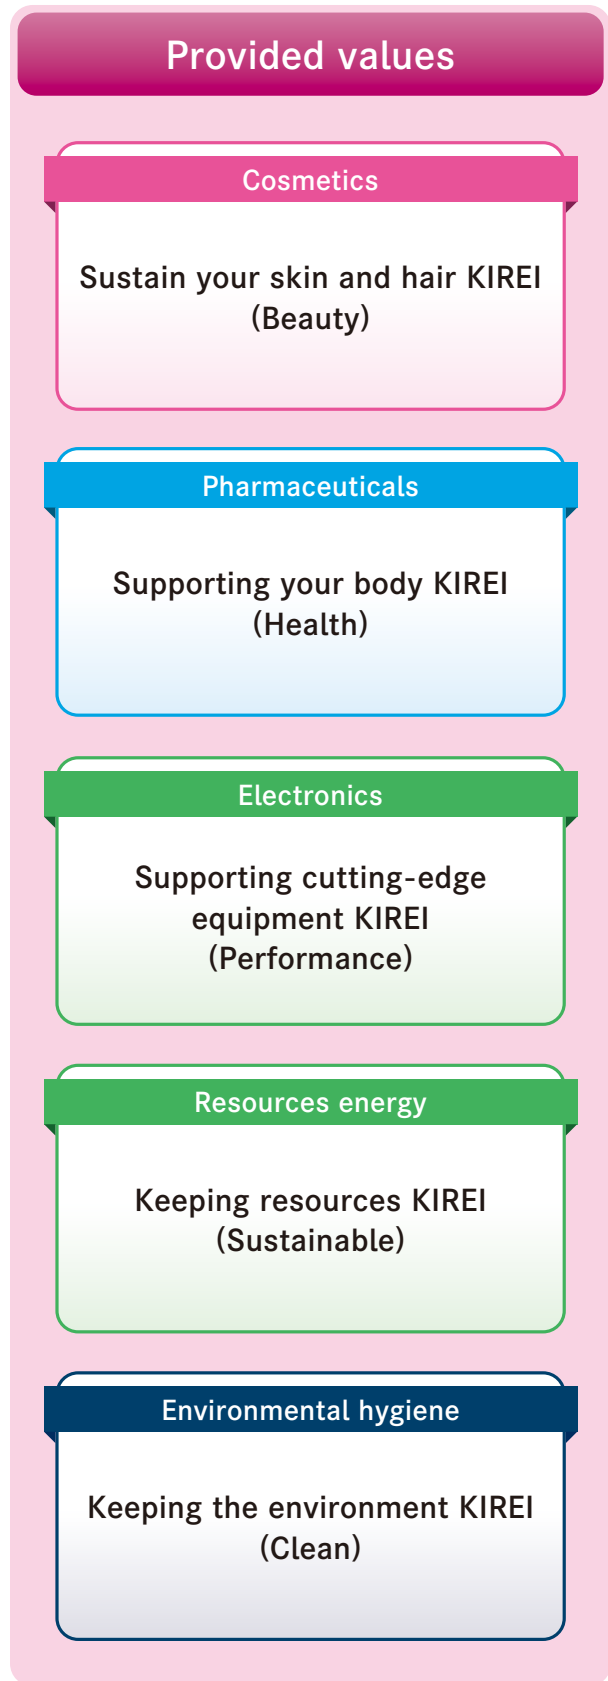 Provided values
Cosmetics
Sustain your skin and hair KIREI
(Beauty)
Pharmaceuticals
Supporting your body KIREI
(Health)
Electronics
Supporting cutting-edge
equipment KIREI
(Performance)
Resources energy
Keeping resources KIREI
(Sustainable)
Environmental hygiene
Keeping the environment KIREI
(Clean)